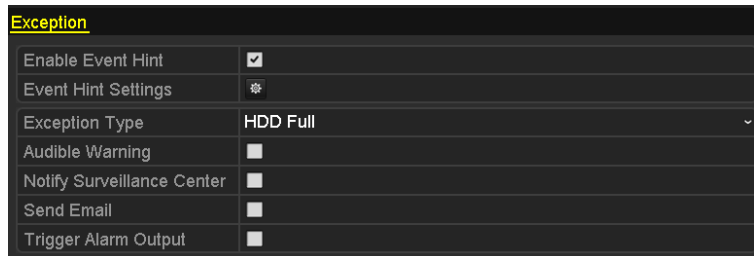 Exception
Enable Event Hint
Event Hint Settings
Exception Type HDD Full
Audible Warning
Notify Surveillance Center
Send Email
Trigger Alarm Output